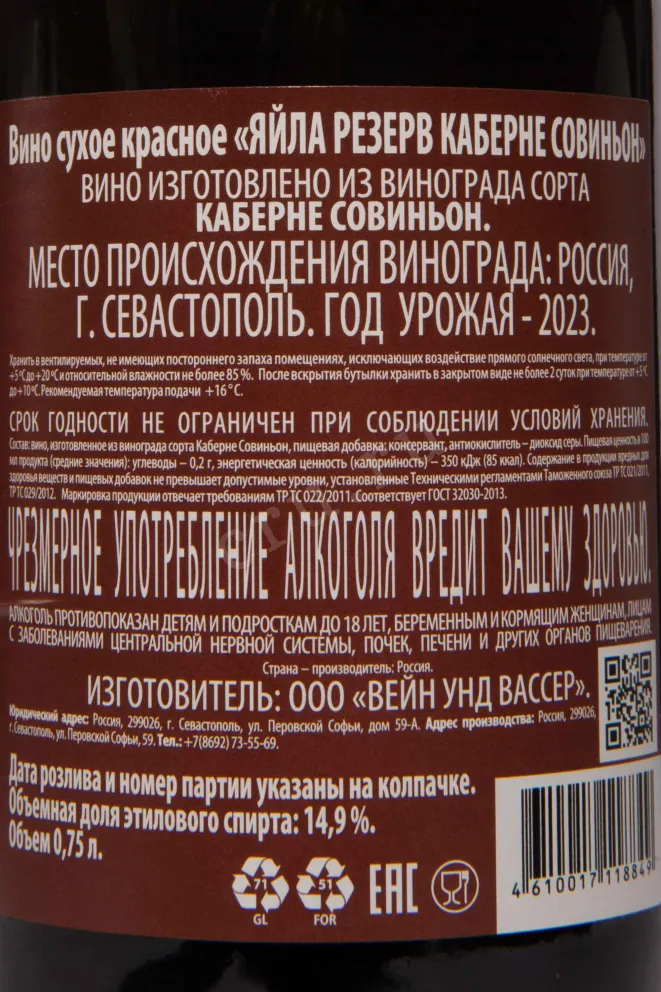 Вино сухое красное «ЯЙЛА РЕЗЕРВ КАБЕРНЕ СОВИНЬОН»
ВИНО ИЗГОТОВЛЕНО ИЗ ВИНОГРАДА СОРТА
КАБЕРНЕ СОВИНЬОН.
МЕСТО ПРОИСХОЖДЕНИЯ ВИНОГРАДА: РОССИЯ,
Г. СЕВАСТОПОЛЬ. ГОД УРОЖАЯ - 2023.
Хранить в вентилируемых, не имеющих постороннего запаха помещениях, исключающих воздействие прямого солнечного света, при температуре от
+5 °C до +20 °C и относительной влажности не более 85 %. После вскрытия бутылки хранить в закрытом виде не более 2 суток при температуре от +5 °C
до +10 °C. Рекомендуемая температура подачи +16 °C.
СРОК ГОДНОСТИ НЕ ОГРАНИЧЕН ПРИ СОБЛЮДЕНИИ УСЛОВИЙ ХРАНЕНИЯ.
Состав: вино, изготовленное из винограда сорта Каберне Совиньон, пищевая добавка: консервант, антиокислитель – диоксид серы. Пищевая ценность в 100
мл продукта (средние значения): углеводы – 0,2 г, энергетическая ценность (калорийность) – 350 кДж (85 ккал). Содержание в продукции вредных для
здоровья веществ и пищевых добавок не превышает допустимые уровни, установленные Техническими регламентами Таможенного союза ТР ТС 021/2011,
ТР ТС 029/2012. Маркировка продукции отвечает требованиям ТР ТС 022/2011. Соответствует ГОСТ 32030-2013.
ЧРЕЗМЕРНОЕ УПОТРЕБЛЕНИЕ АЛКОГОЛЯ ВРЕДИТ ВАШЕМУ ЗДОРОВЬЮ.
АЛКОГОЛЬ ПРОТИВОПОКАЗАН ДЕТЯМ И ПОДРОСТКАМ ДО 18 ЛЕТ, БЕРЕМЕННЫМ И КОРМЯЩИМ ЖЕНЩИНАМ, ЛИЦАМ
С ЗАБОЛЕВАНИЯМИ ЦЕНТРАЛЬНОЙ НЕРВНОЙ СИСТЕМЫ, ПОЧЕК, ПЕЧЕНИ И ДРУГИХ ОРГАНОВ ПИЩЕВАРЕНИЯ.
Страна – производитель: Россия.
ИЗГОТОВИТЕЛЬ: ООО «ВЕЙН УНД ВАССЕР».
Юридический адрес: Россия, 299026, г. Севастополь, ул. Перовской Софьи, дом 59-А. Адрес производства: Россия, 299026,
г. Севастополь, ул. Перовской Софьи, 59. Тел.: +7(8692) 73-55-69.
Дата розлива и номер партии указаны на колпачке.
Объемная доля этилового спирта: 14,9 %.
Объем 0,75 л.
71
GL
51
FOR
EAC
4 610017 118849